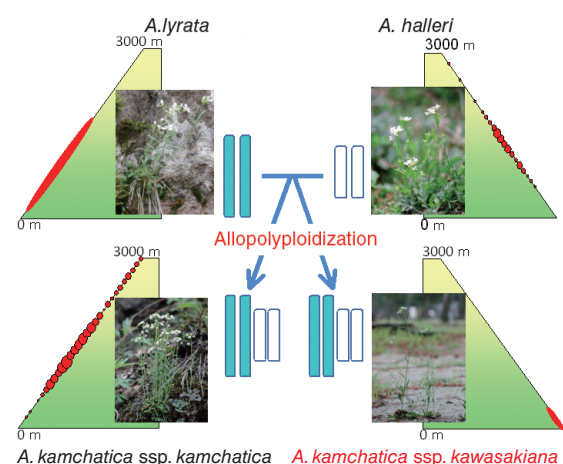 A.lyrata
A. halleri
3000 m
3000 m
0 m
0 m
Allopolyploidization
3000 m
3000 m
0 m
0 m
A. kamchatica ssp. kamchatica
A. kamchatica ssp. kawasakiana